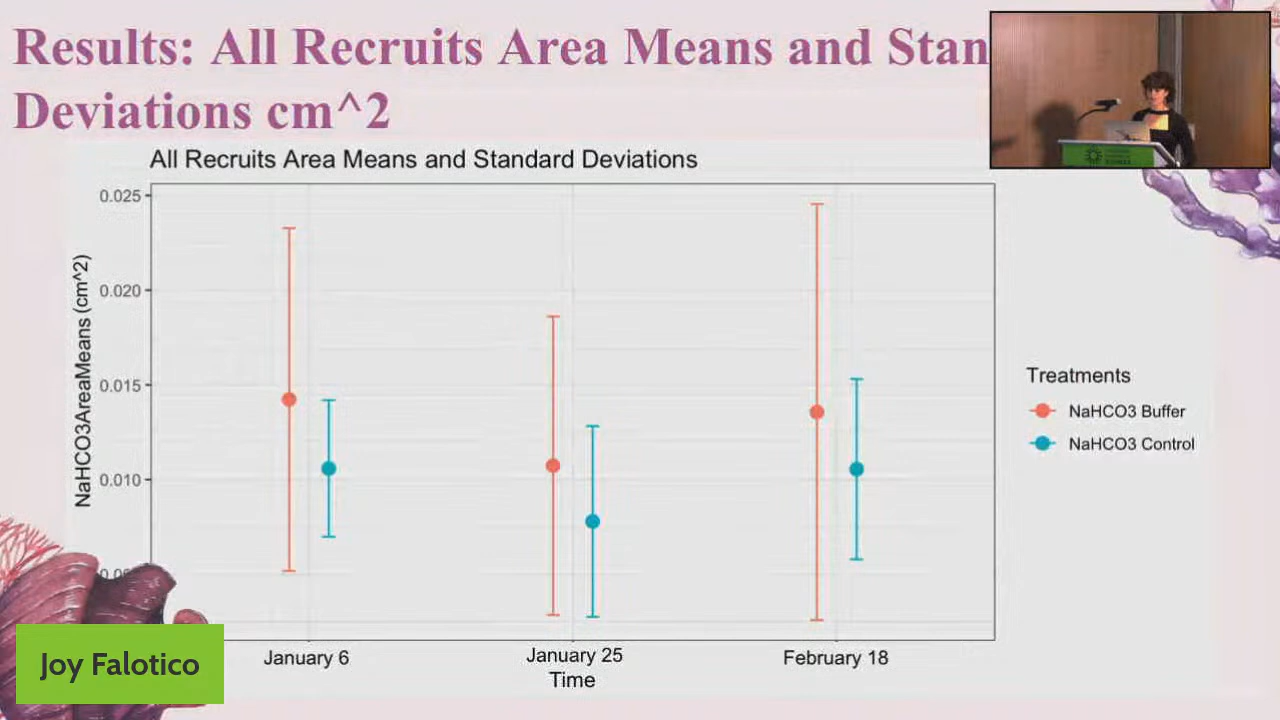 Results: All Recruits Area Means and Stan
Deviations cm^2
All Recruits Area Means and Standard Deviations
NaHCO3AreaMeans (cm^2)
0.025
0.020
0.015
0.010
January 6
January 25
February 18
Time
Treatments
NaHCO3 Buffer
NaHCO3 Control
Joy Falotico